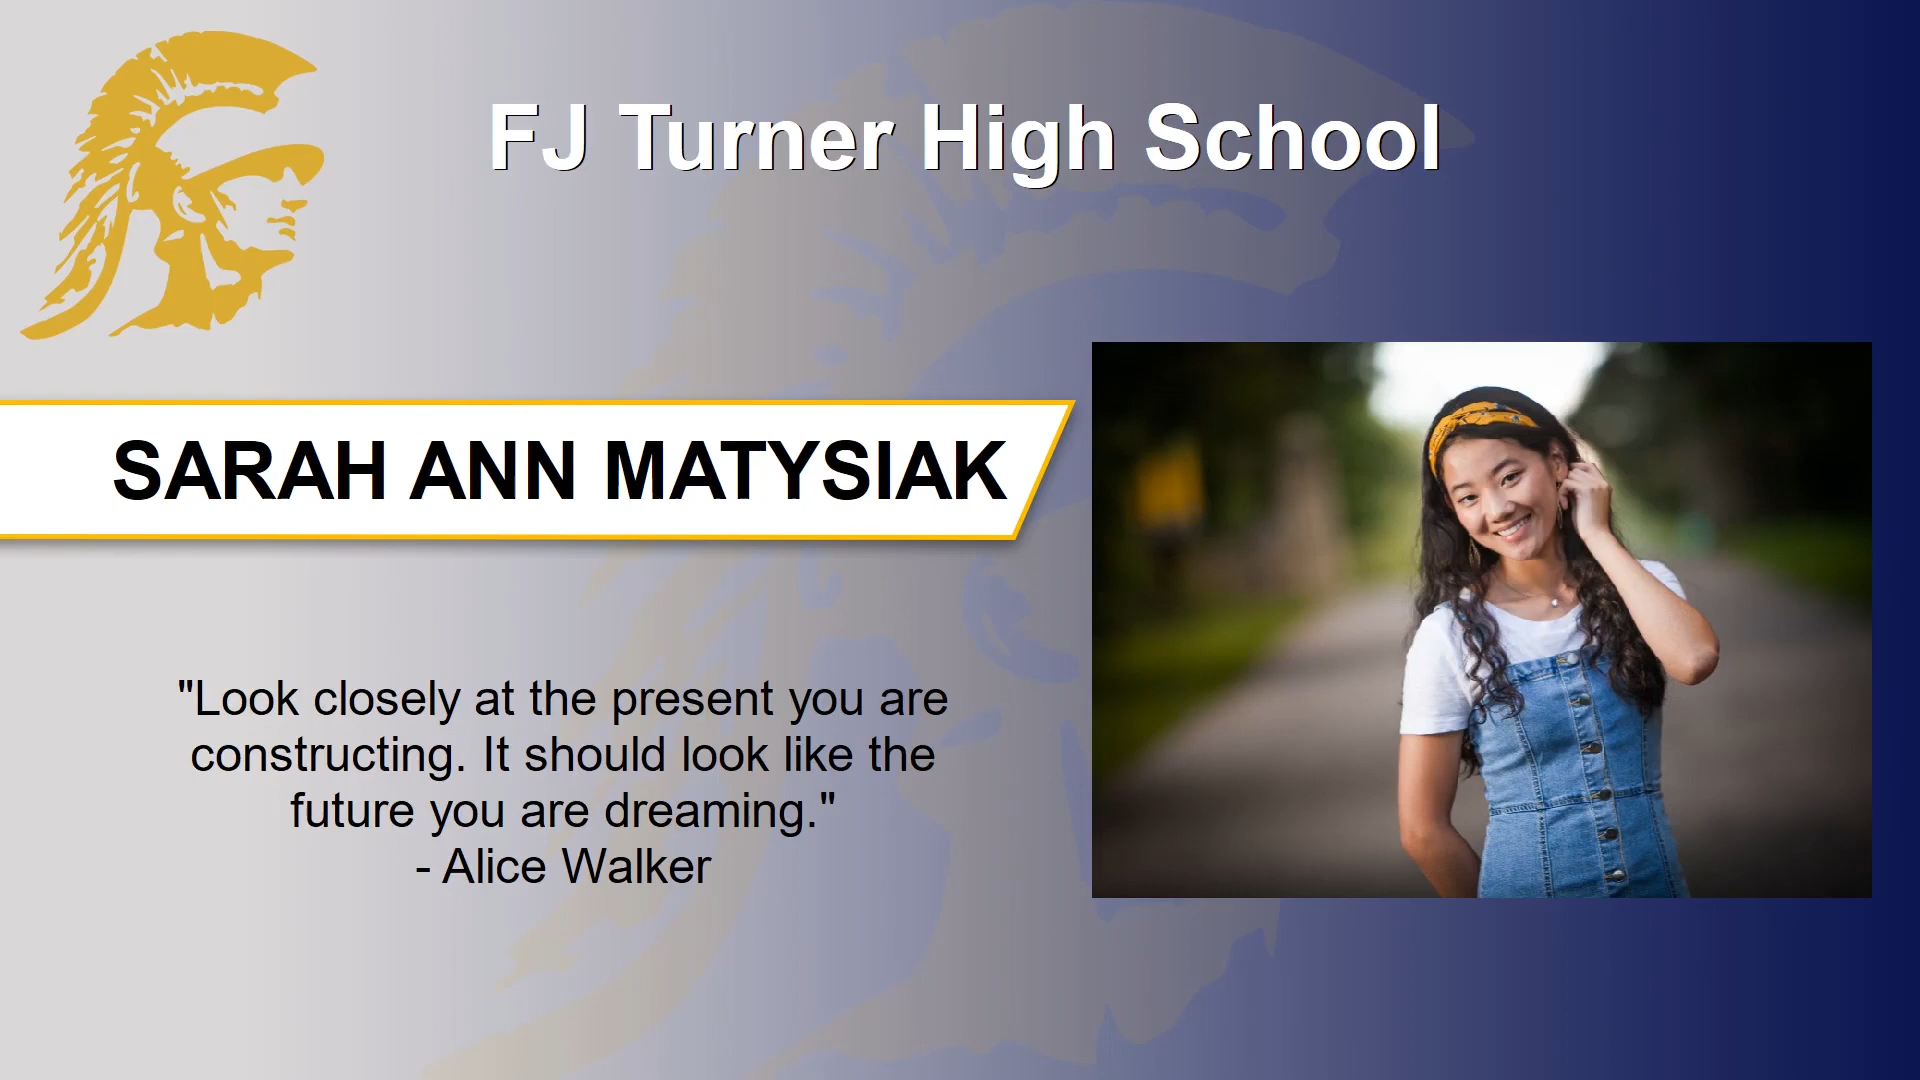 FJ Turner High School
SARAH ANN MATYSIAK
"Look closely at the present you are
constructing. It should look like the
future you are dreaming."
- Alice Walker